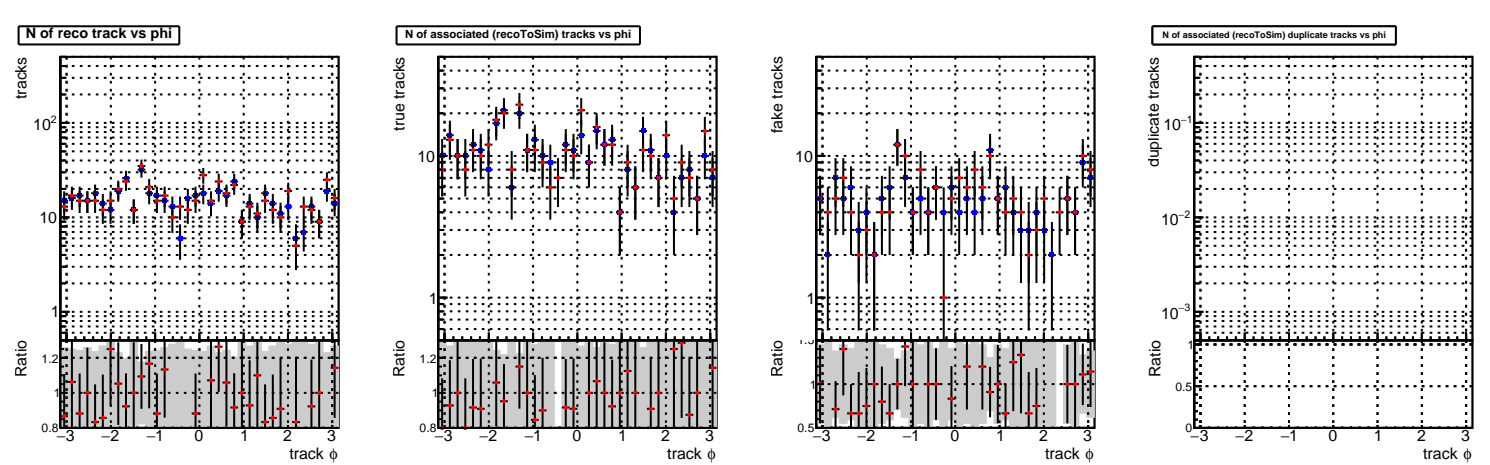 N of reco track vs phi
tracks
10²
10
1
Ratio
1.2
1
0.8
−3 −2 −1 0 1 2 3
track ϕ
N of associated (recoToSim) tracks vs phi
true tracks
10
1
Ratio
1.2
1
0.8
−3 −2 −1 0 1 2 3
track ϕ
fake tracks
10
1
Ratio
1.5
1
0.5
−3 −2 −1 0 1 2 3
track ϕ
N of associated (recoToSim) duplicate tracks vs phi
duplicate tracks
10⁻¹
10⁻²
10⁻³
Ratio
1
0.5
0
−3 −2 −1 0 1 2 3
track ϕ